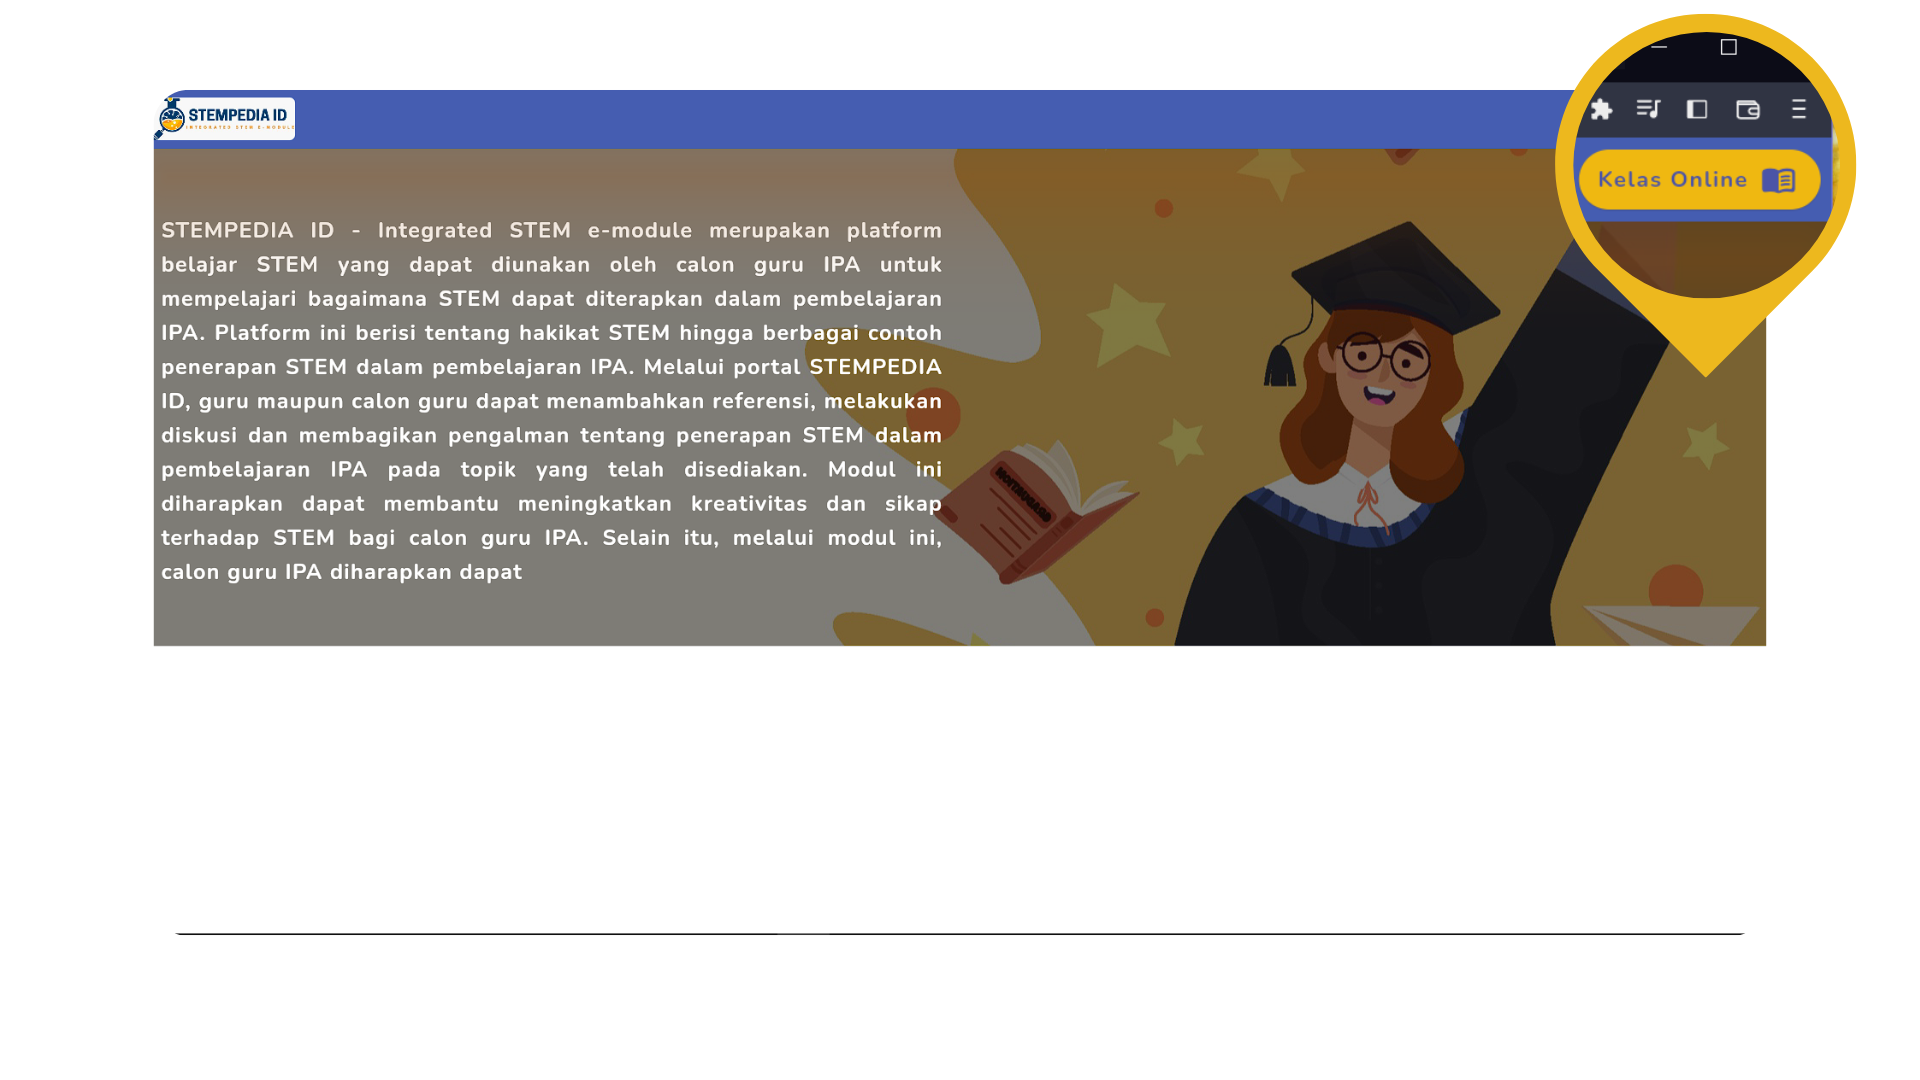 STEMPEDIA ID
INTEGRATED STEM E-MODULE
Kelas Online
STEMPEDIA ID - Integrated STEM e-module merupakan platform
belajar STEM yang dapat diunakan oleh calon guru IPA untuk
mempelajari bagaimana STEM dapat diterapkan dalam pembelajaran
IPA. Platform ini berisi tentang hakikat STEM hingga berbagai contoh
penerapan STEM dalam pembelajaran IPA. Melalui portal STEMPEDIA
ID, guru maupun calon guru dapat menambahkan referensi, melakukan
diskusi dan membagikan pengalman tentang penerapan STEM dalam
pembelajaran IPA pada topik yang telah disediakan. Modul ini
diharapkan dapat membantu meningkatkan kreativitas dan sikap
terhadap STEM bagi calon guru IPA. Selain itu, melalui modul ini,
calon guru IPA diharapkan dapat